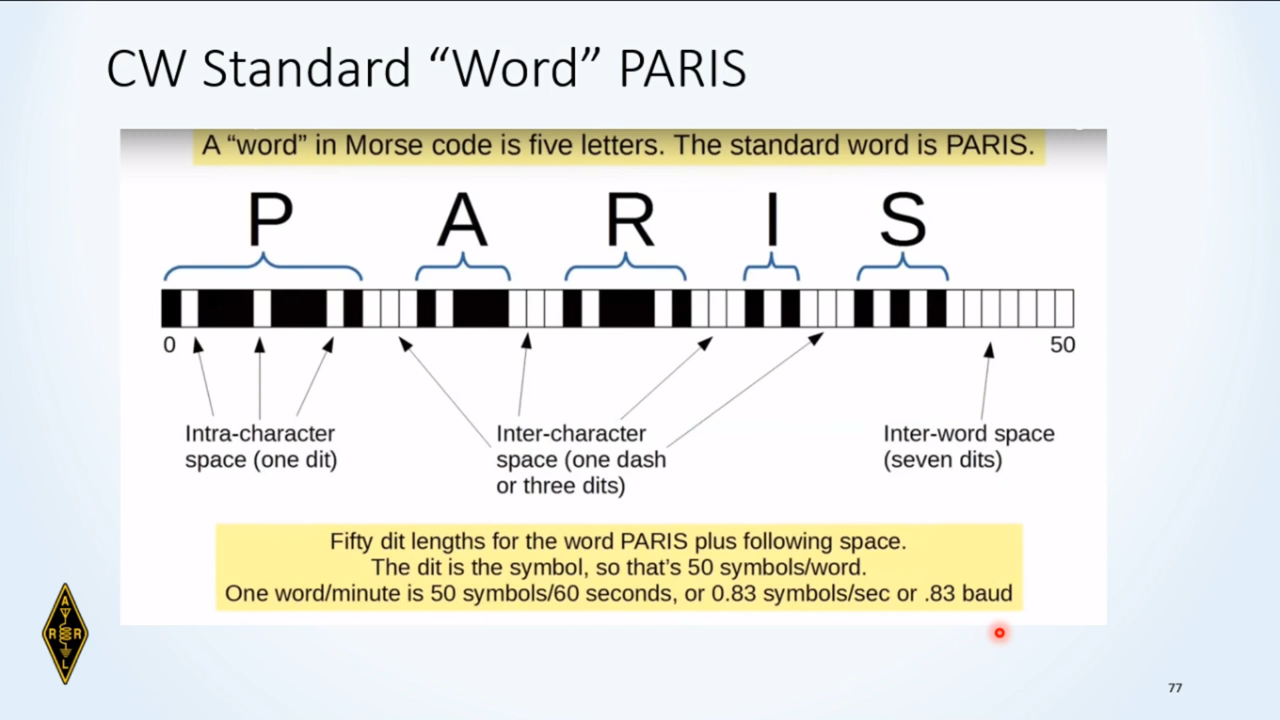 CW Standard “Word” PARIS
A “word” in Morse code is five letters. The standard word is PARIS.
P A R I S
0 50
Intra-character
space (one dit)
Inter-character
space (one dash
or three dits)
Inter-word space
(seven dits)
Fifty dit lengths for the word PARIS plus following space.
The dit is the symbol, so that’s 50 symbols/word.
One word/minute is 50 symbols/60 seconds, or 0.83 symbols/sec or .83 baud
A
R R
L
77